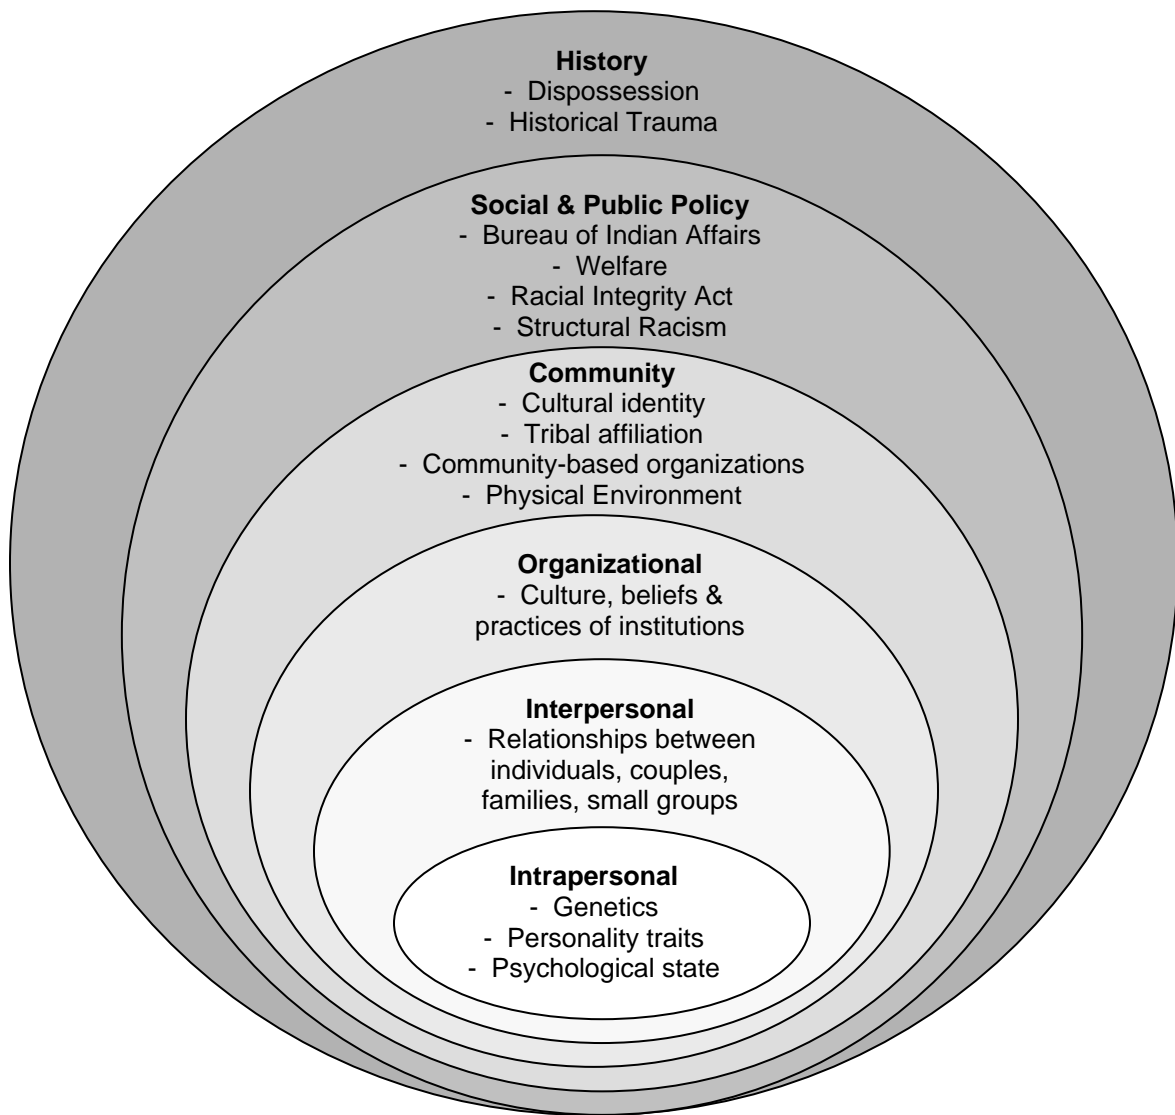 History
- Dispossession
- Historical Trauma
Social & Public Policy
- Bureau of Indian Affairs
- Welfare
- Racial Integrity Act
- Structural Racism
Community
- Cultural identity
- Tribal affiliation
- Community-based organizations
- Physical Environment
Organizational
- Culture, beliefs &
practices of institutions
Interpersonal
- Relationships between
individuals, couples,
families, small groups
Intrapersonal
- Genetics
- Personality traits
- Psychological state